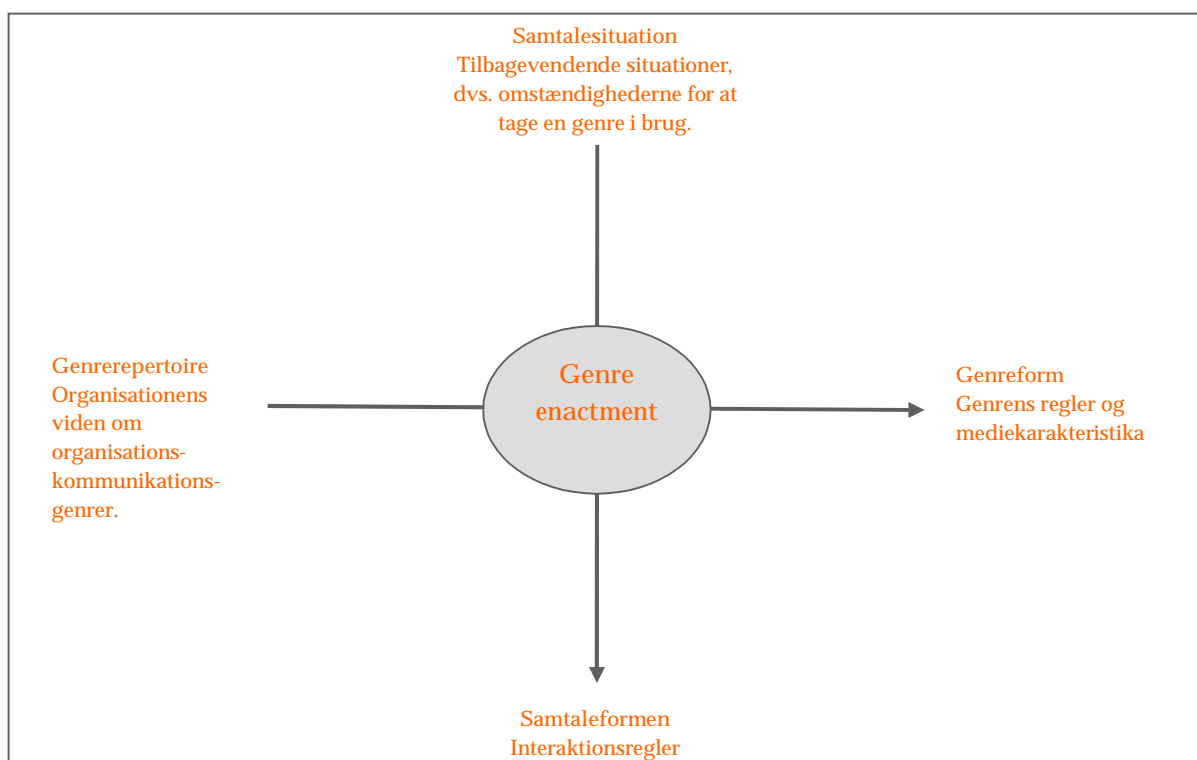 Samtalesituation
Tilbagevendende situationer,
dvs. omstændighederne for at
tage en genre i brug.
Genrerepertoire
Organisationens
viden om
organisations-
kommunikations-
genrer.
Genre
enactment
Genreform
Genrens regler og
mediekarakteristika
Samtaleformen
Interaktionsregler